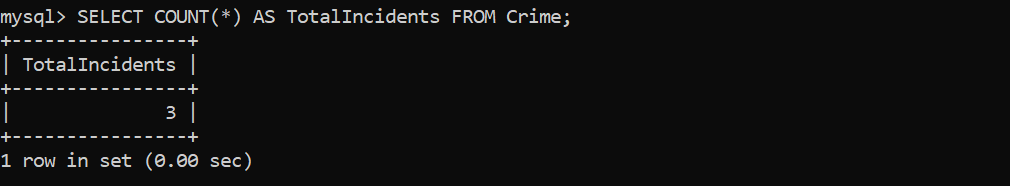 mysql> SELECT COUNT(*) AS TotalIncidents FROM Crime;
+----------------+
| TotalIncidents |
+----------------+
|              3 |
+----------------+
1 row in set (0.00 sec)